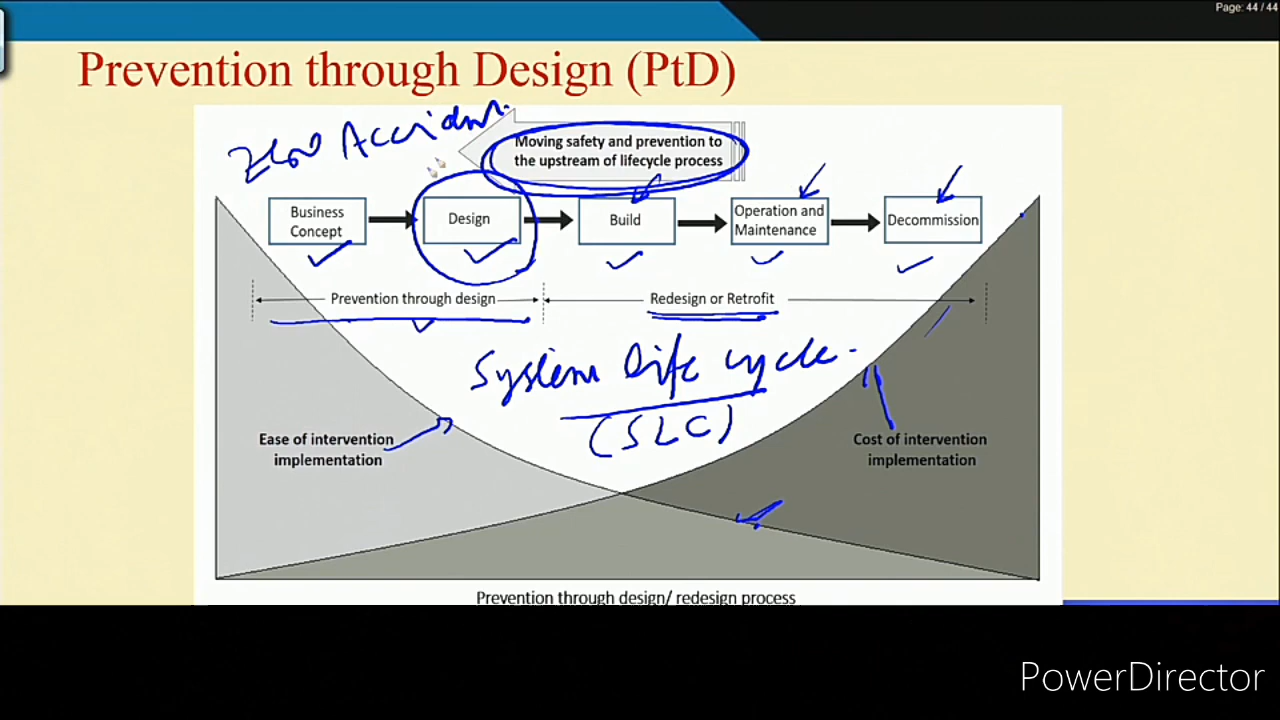 Page: 44 / 44
Prevention through Design (PtD)
Zero Accident
Moving safety and prevention to
the upstream of lifecycle process
Business
Concept
Design
Build
Operation and
Maintenance
Decommission
Prevention through design
Redesign or Retrofit
System life cycle
(SLC)
Ease of intervention
implementation
Cost of intervention
implementation
Prevention through design/ redesign process
PowerDirector